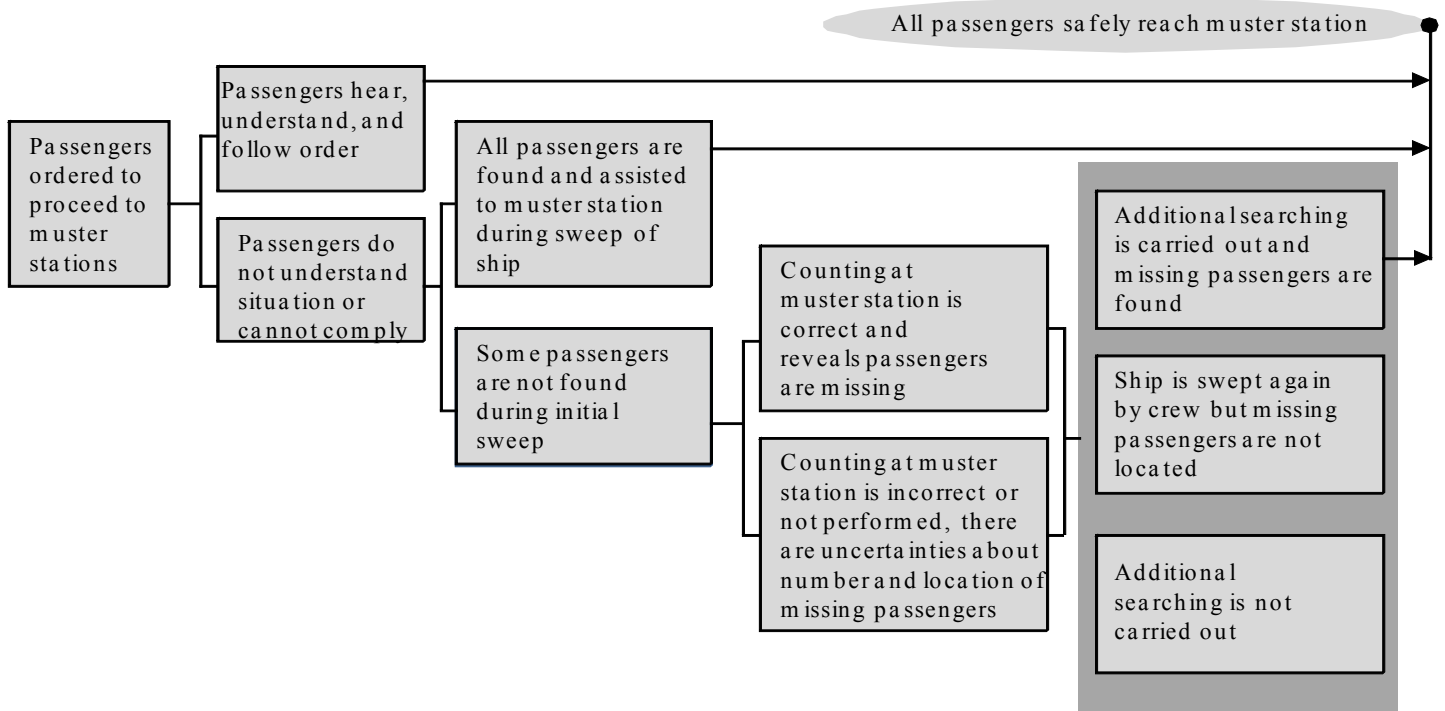 All passengers safely reach muster station
Passengers hear,
understand, and
follow order
Passengers
ordered to
proceed to
muster
stations
All passengers are
found and assisted
to muster station
during sweep of
ship
Passengers do
not understand
situation or
cannot comply
Additional searching
is carried out and
missing passengers are
found
Counting at
muster station is
correct and
reveals passengers
are missing
Some passengers
are not found
during initial
sweep
Ship is swept again
by crew but missing
passengers are not
located
Counting at muster
station is incorrect or
not performed, there
are uncertainties about
number and location of
missing passengers
Additional
searching is not
carried out